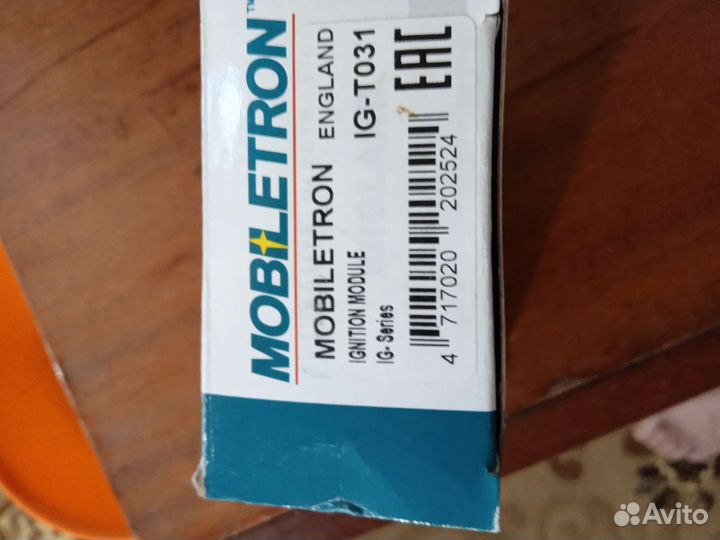 MOBILETRON™
MOBILETRON ENGLAND
IGNITION MODULE
IG- Series IG-T031
4 717020 202524
EAC
Avito